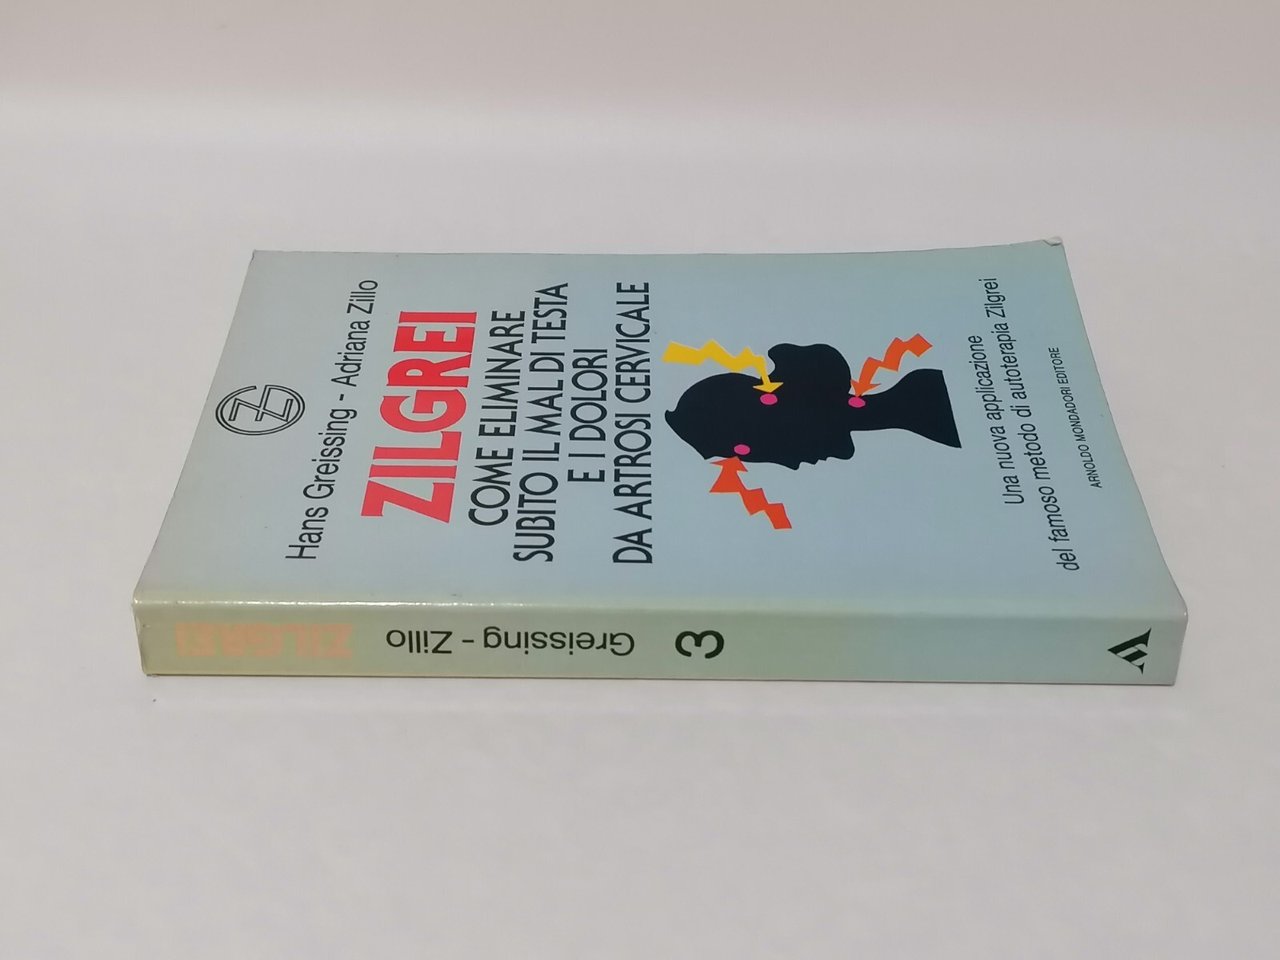 Hans Greissing - Adriana Zillo
ZILGREI
COME ELIMINARE
SUBITO IL MAL DI TESTA
E I DOLORI
DA ARTROSI CERVICALE
Una nuova applicazione
del famoso metodo di autoterapia Zilgrei
ARNOLDO MONDADORI EDITORE
ZILGREI
Greissing - Zillo
3